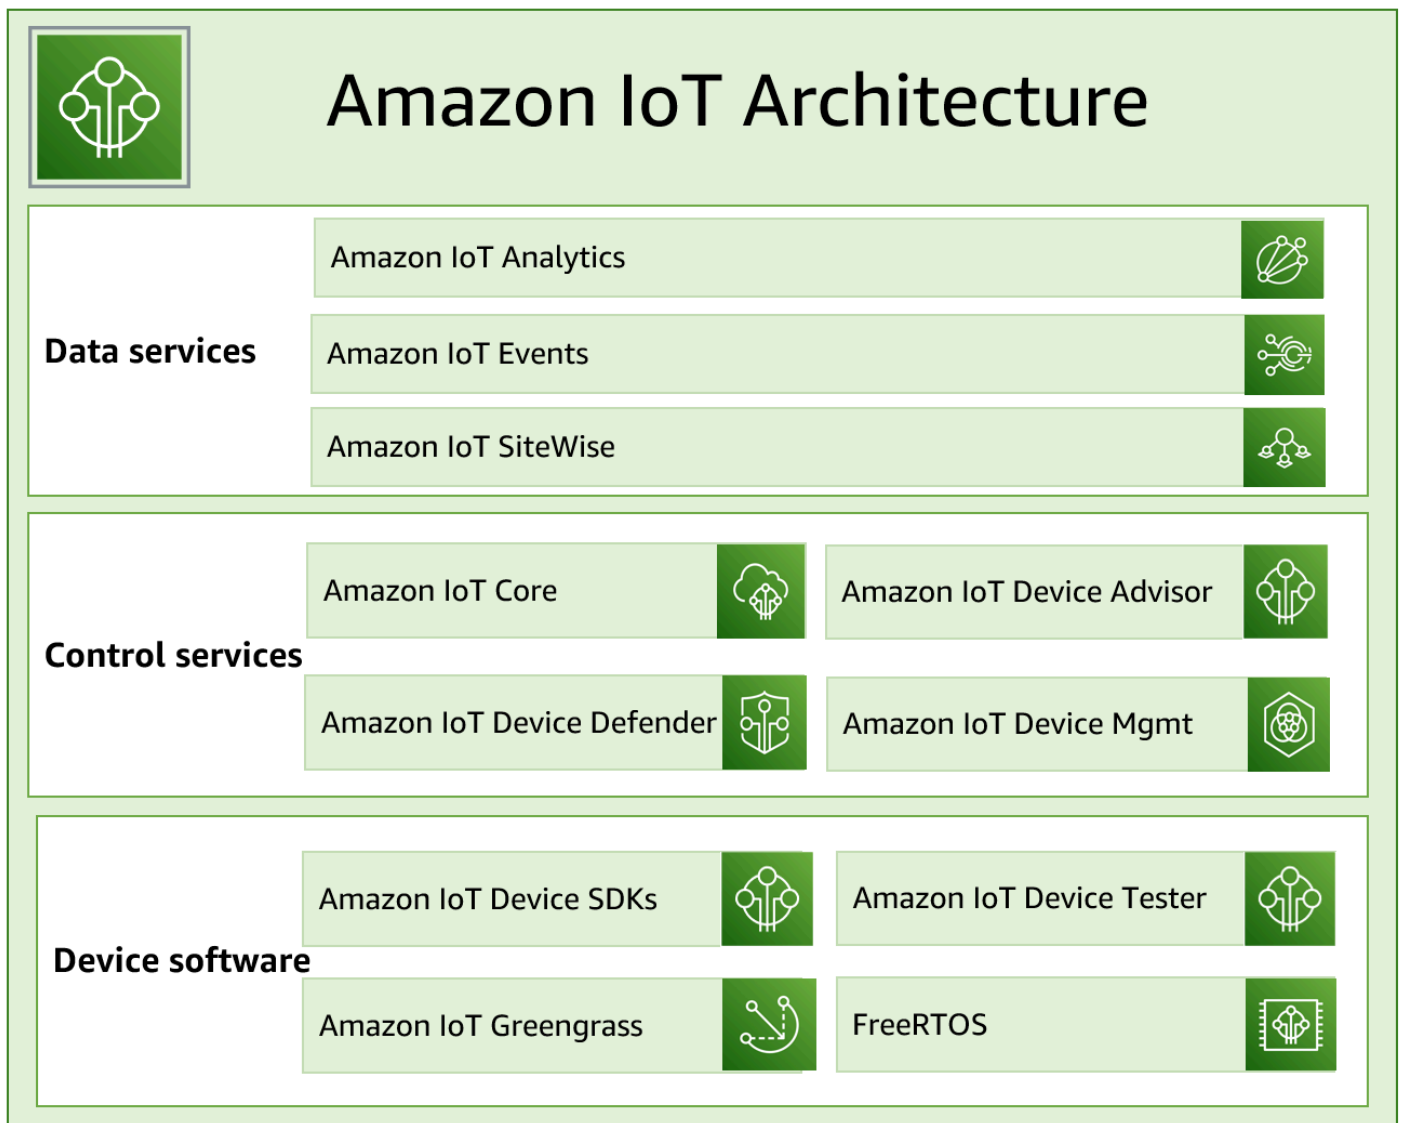 Amazon IoT Architecture
Data services
Amazon IoT Analytics
Amazon IoT Events
Amazon IoT SiteWise
Control services
Amazon IoT Core
Amazon IoT Device Advisor
Amazon IoT Device Defender
Amazon IoT Device Mgmt
Device software
Amazon IoT Device SDKs
Amazon IoT Device Tester
Amazon IoT Greengrass
FreeRTOS